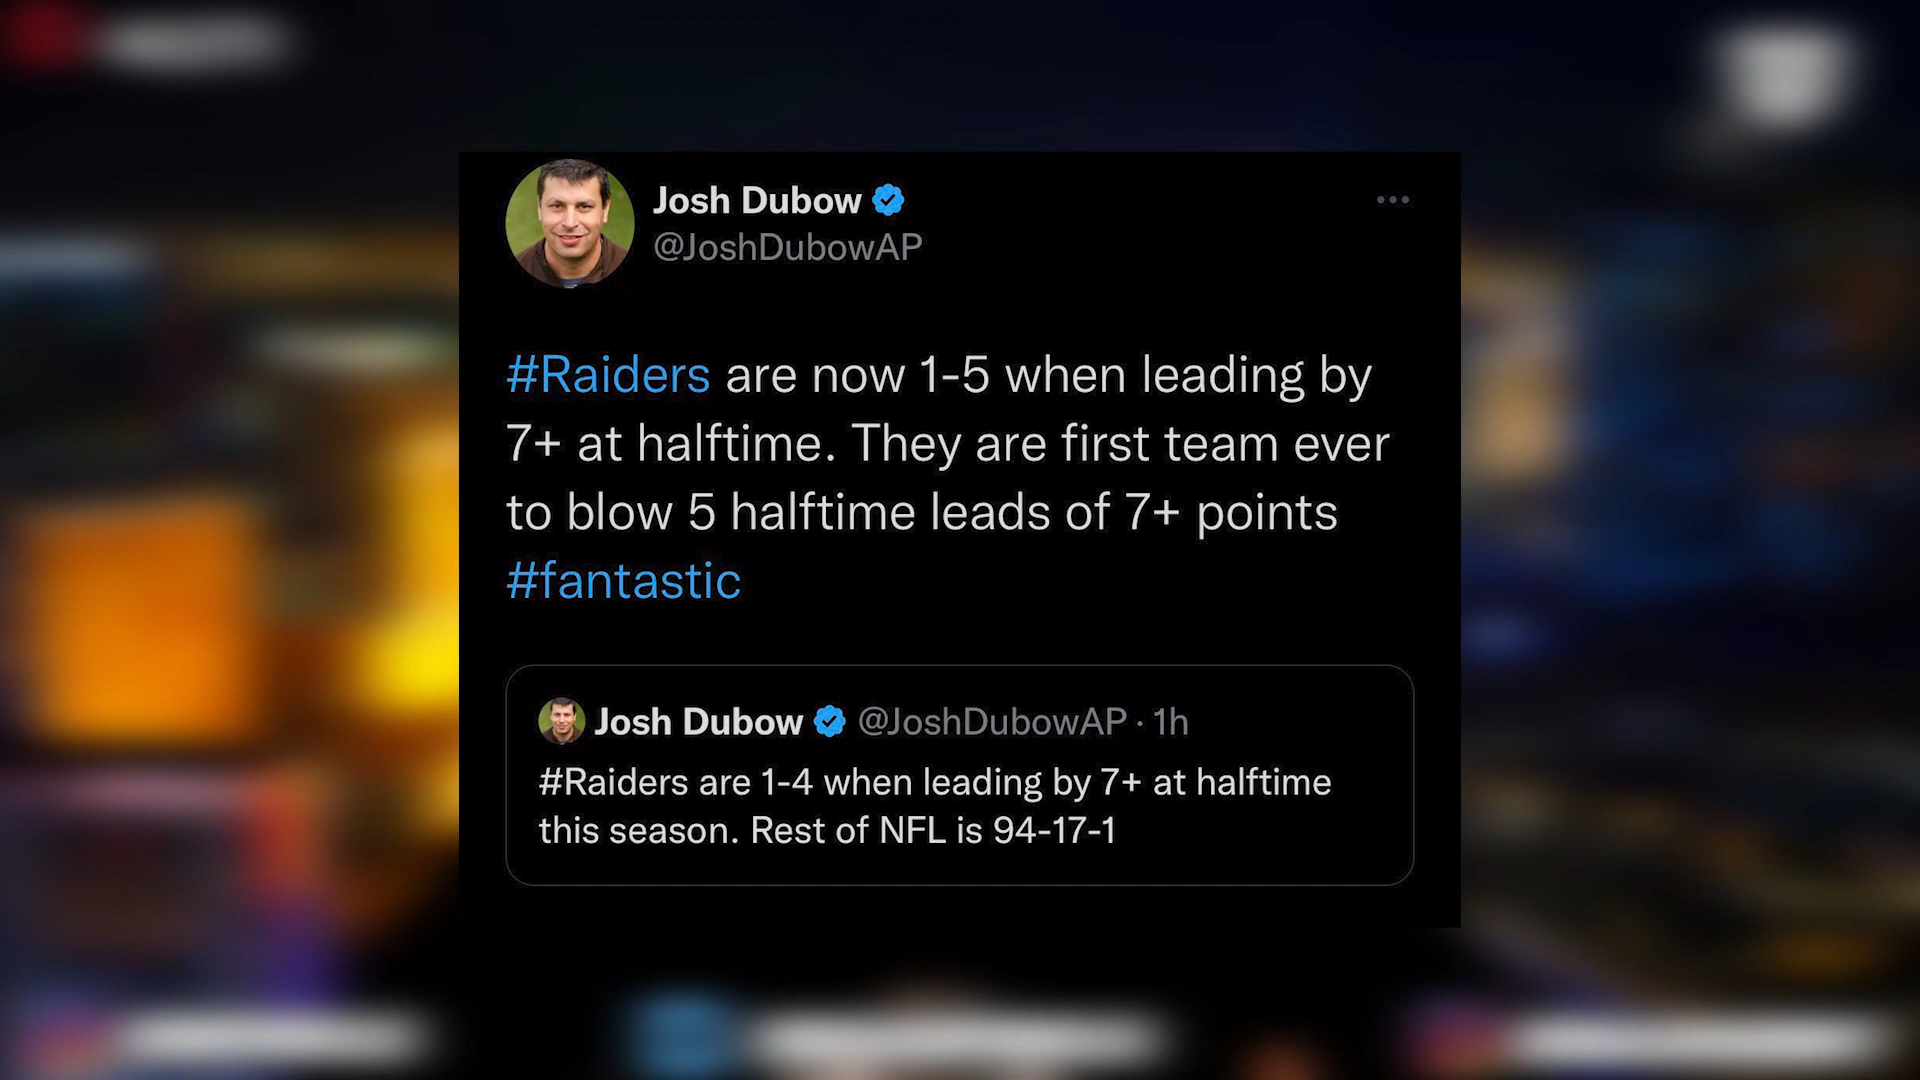 Josh Dubow
@JoshDubowAP
#Raiders are now 1-5 when leading by
7+ at halftime. They are first team ever
to blow 5 halftime leads of 7+ points
#fantastic
Josh Dubow @JoshDubowAP · 1h
#Raiders are 1-4 when leading by 7+ at halftime
this season. Rest of NFL is 94-17-1